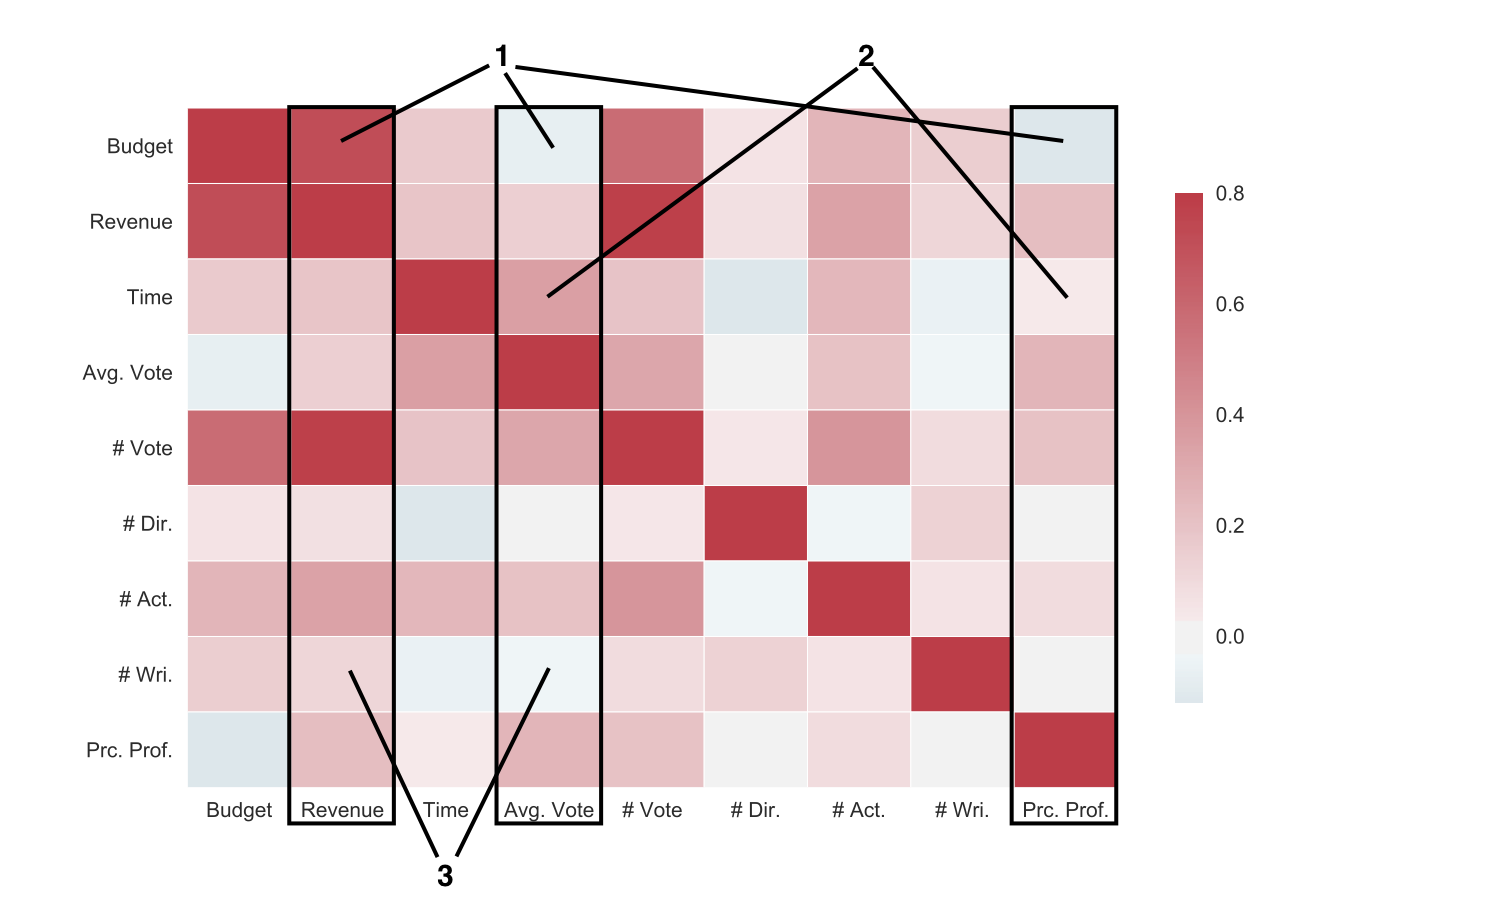 1
2
Budget
Revenue
Time
Avg. Vote
# Vote
# Dir.
# Act.
# Wri.
Prc. Prof.
Budget Revenue Time Avg. Vote # Vote # Dir. # Act. # Wri. Prc. Prof.
3
0.8
0.6
0.4
0.2
0.0